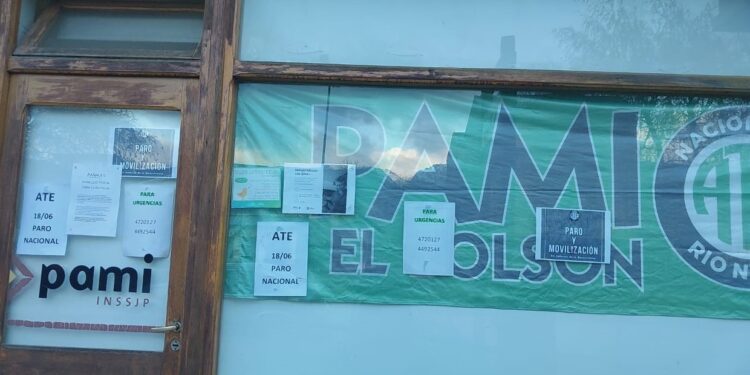 PARO
Y
MOVILIZACIÓN
ATE
18/06
PARO
NACIONAL
PARA
URGENCIAS
4720127
4492544
pami
INSSJP
PAMI
EL BOLSÓN
NACION
RIO N
PARA
URGENCIAS
4720127
4492544
ATE
18/06
PARO
NACIONAL
PARO
Y
MOVILIZACIÓN